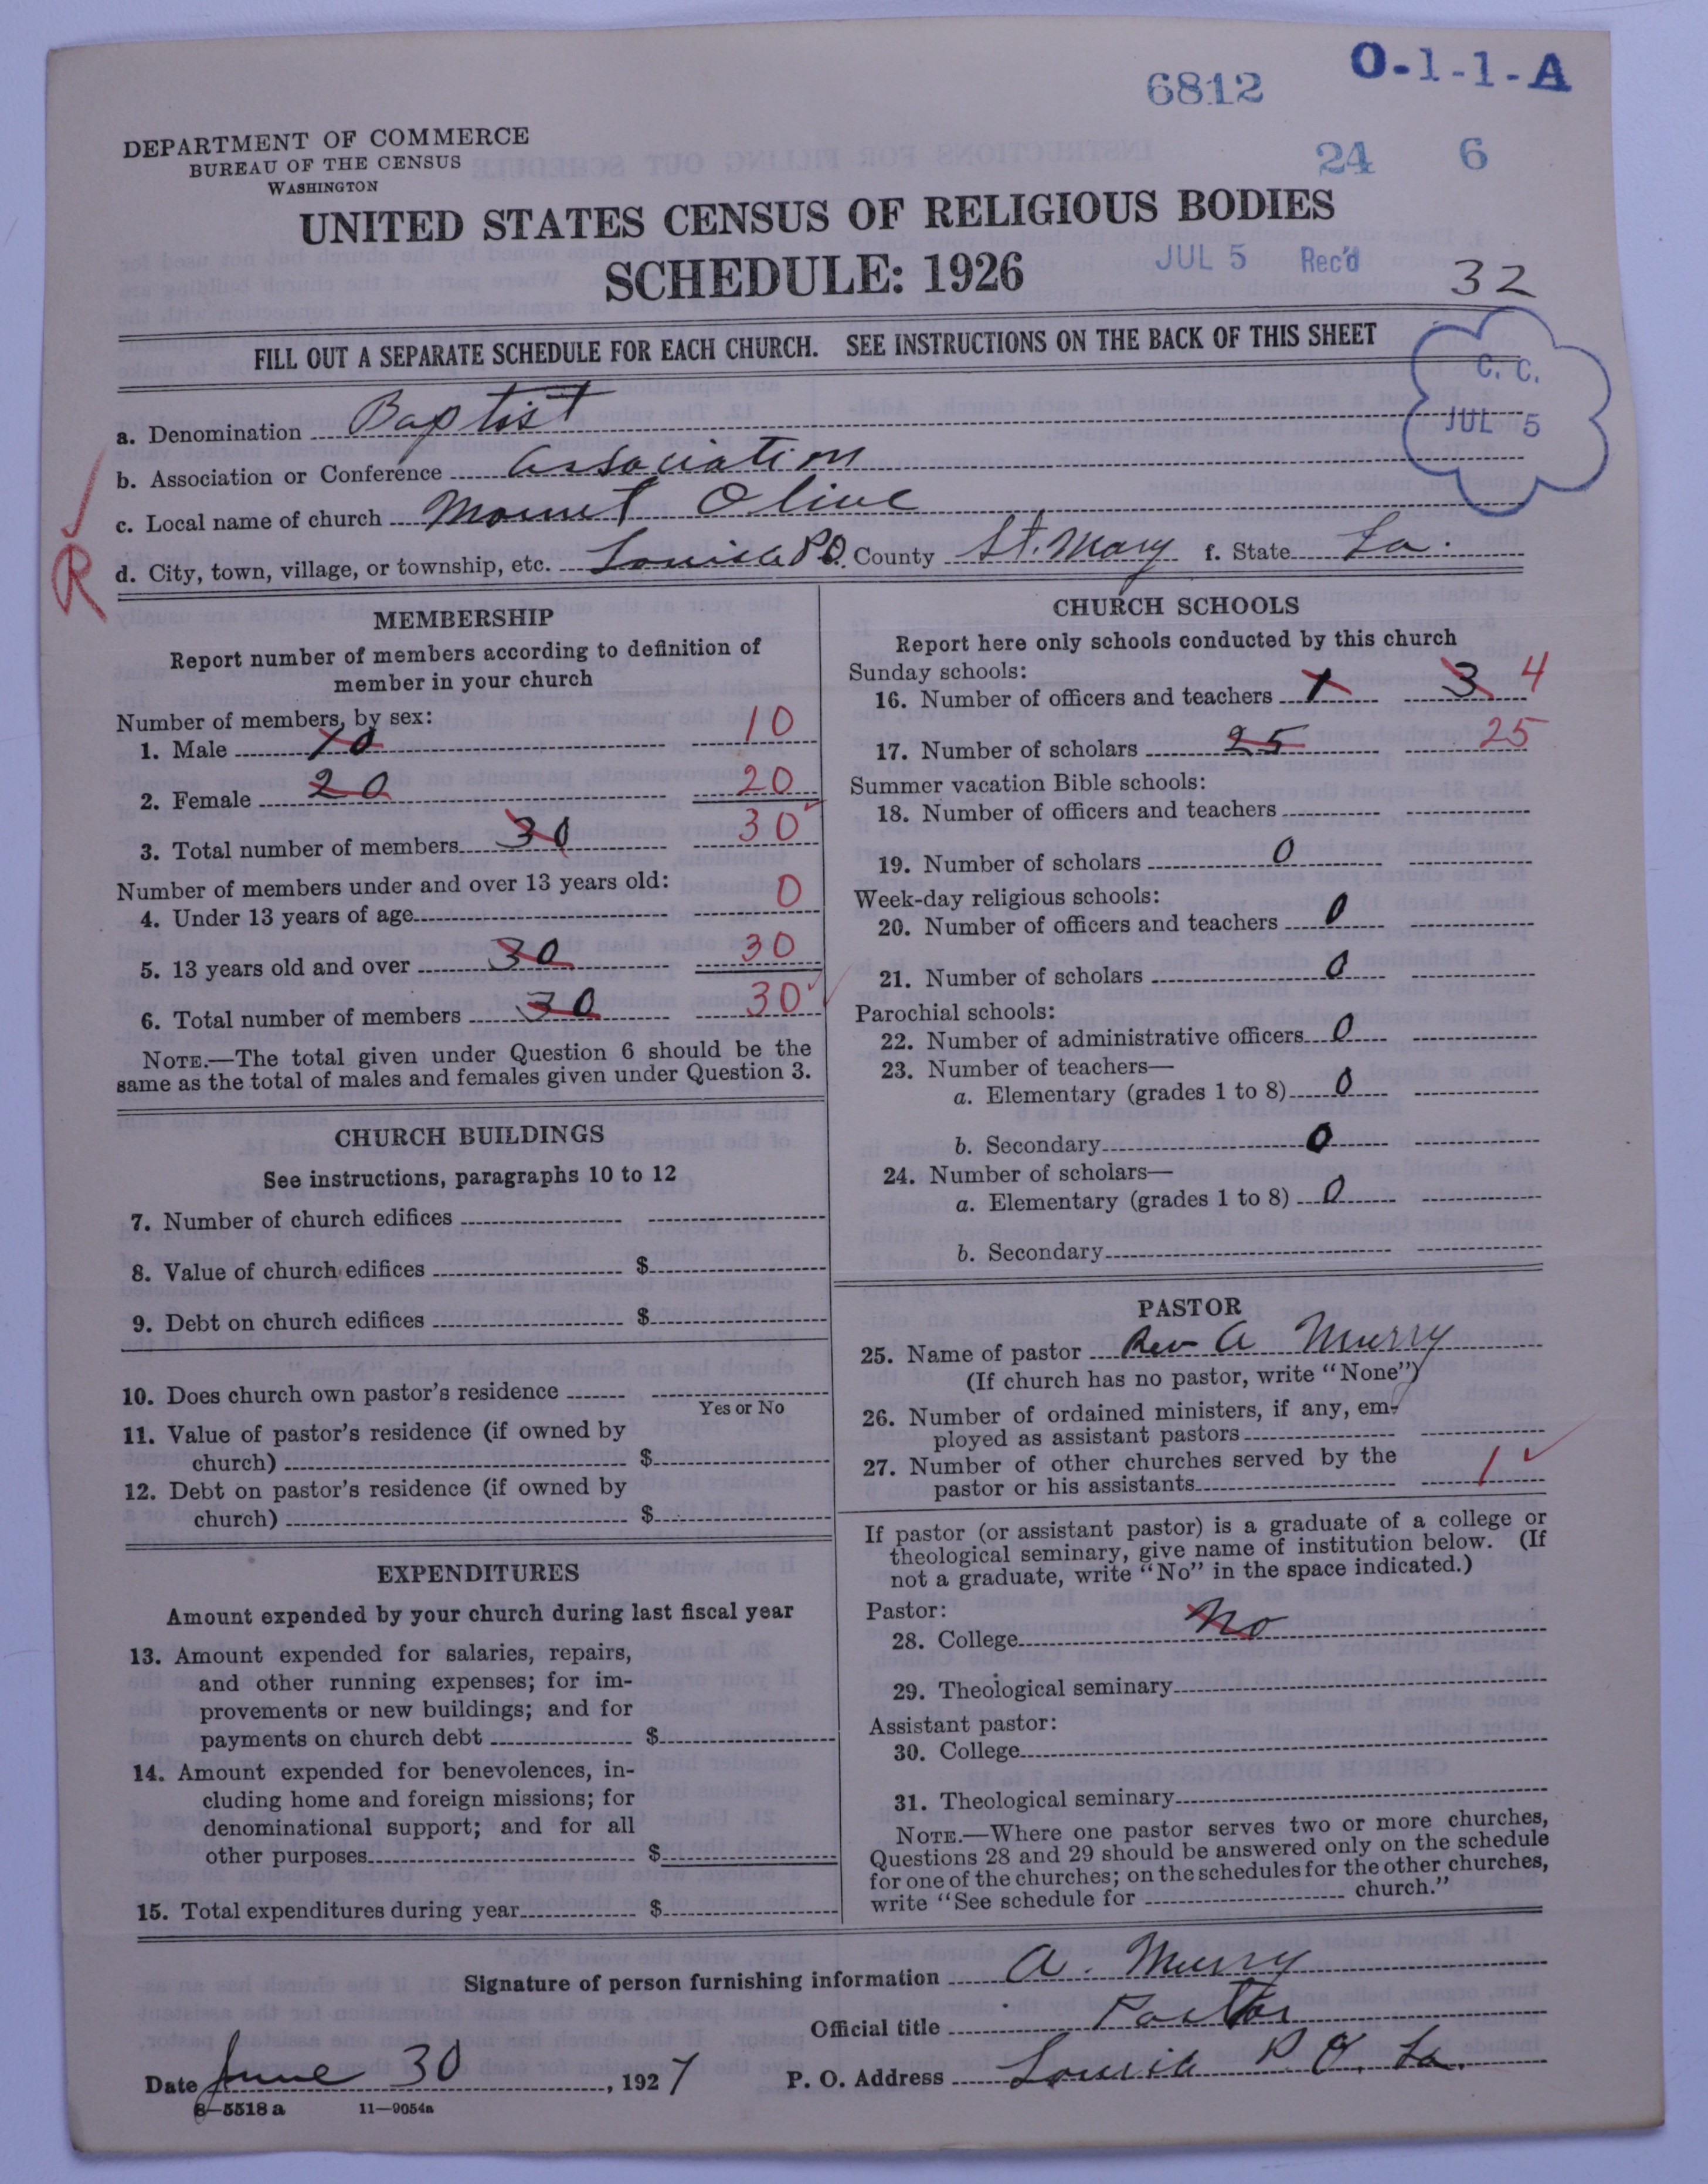 6812 O-1-1-A
24 6
DEPARTMENT OF COMMERCE
BUREAU OF THE CENSUS
WASHINGTON
UNITED STATES CENSUS OF RELIGIOUS BODIES
SCHEDULE: 1926
JUL 5 Rec'd
32
FILL OUT A SEPARATE SCHEDULE FOR EACH CHURCH. SEE INSTRUCTIONS ON THE BACK OF THIS SHEET
C. C.
JUL 5
R
a. Denomination Baptist
b. Association or Conference Association
c. Local name of church Mount Olive
d. City, town, village, or township, etc. Louisa P.O. County St. Mary f. State La.
MEMBERSHIP
Report number of members according to definition of
member in your church
Number of members, by sex:
1. Male 10 10
2. Female 20 20
3. Total number of members 30 30
Number of members under and over 13 years old:
4. Under 13 years of age 0
5. 13 years old and over 30 30
6. Total number of members 30 30
NOTE.—The total given under Question 6 should be the
same as the total of males and females given under Question 3.
CHURCH BUILDINGS
See instructions, paragraphs 10 to 12
7. Number of church edifices
8. Value of church edifices $
9. Debt on church edifices $
10. Does church own pastor's residence
Yes or No
11. Value of pastor's residence (if owned by
church) $
12. Debt on pastor's residence (if owned by
church) $
EXPENDITURES
Amount expended by your church during last fiscal year
13. Amount expended for salaries, repairs,
and other running expenses; for im-
provements or new buildings; and for
payments on church debt $
14. Amount expended for benevolences, in-
cluding home and foreign missions; for
denominational support; and for all
other purposes $
15. Total expenditures during year $
CHURCH SCHOOLS
Report here only schools conducted by this church
Sunday schools:
16. Number of officers and teachers 1 3 4
17. Number of scholars 25 25
Summer vacation Bible schools:
18. Number of officers and teachers
19. Number of scholars 0
Week-day religious schools:
20. Number of officers and teachers 0
21. Number of scholars 0
Parochial schools:
22. Number of administrative officers 0
23. Number of teachers—
a. Elementary (grades 1 to 8) 0
b. Secondary 0
24. Number of scholars—
a. Elementary (grades 1 to 8) 0
b. Secondary
PASTOR
25. Name of pastor Rev A Murry
(If church has no pastor, write "None")
26. Number of ordained ministers, if any, em-
ployed as assistant pastors
27. Number of other churches served by the
pastor or his assistants 1
If pastor (or assistant pastor) is a graduate of a college or
theological seminary, give name of institution below. (If
not a graduate, write "No" in the space indicated.)
Pastor:
28. College No
29. Theological seminary
Assistant pastor:
30. College
31. Theological seminary
NOTE.—Where one pastor serves two or more churches,
Questions 28 and 29 should be answered only on the schedule
for one of the churches; on the schedules for the other churches,
write "See schedule for church."
Signature of person furnishing information A. Murry
Official title Pastor
Date June 30, 1927 P. O. Address Louisa P. O. La.
8—5518 a 11—9054a